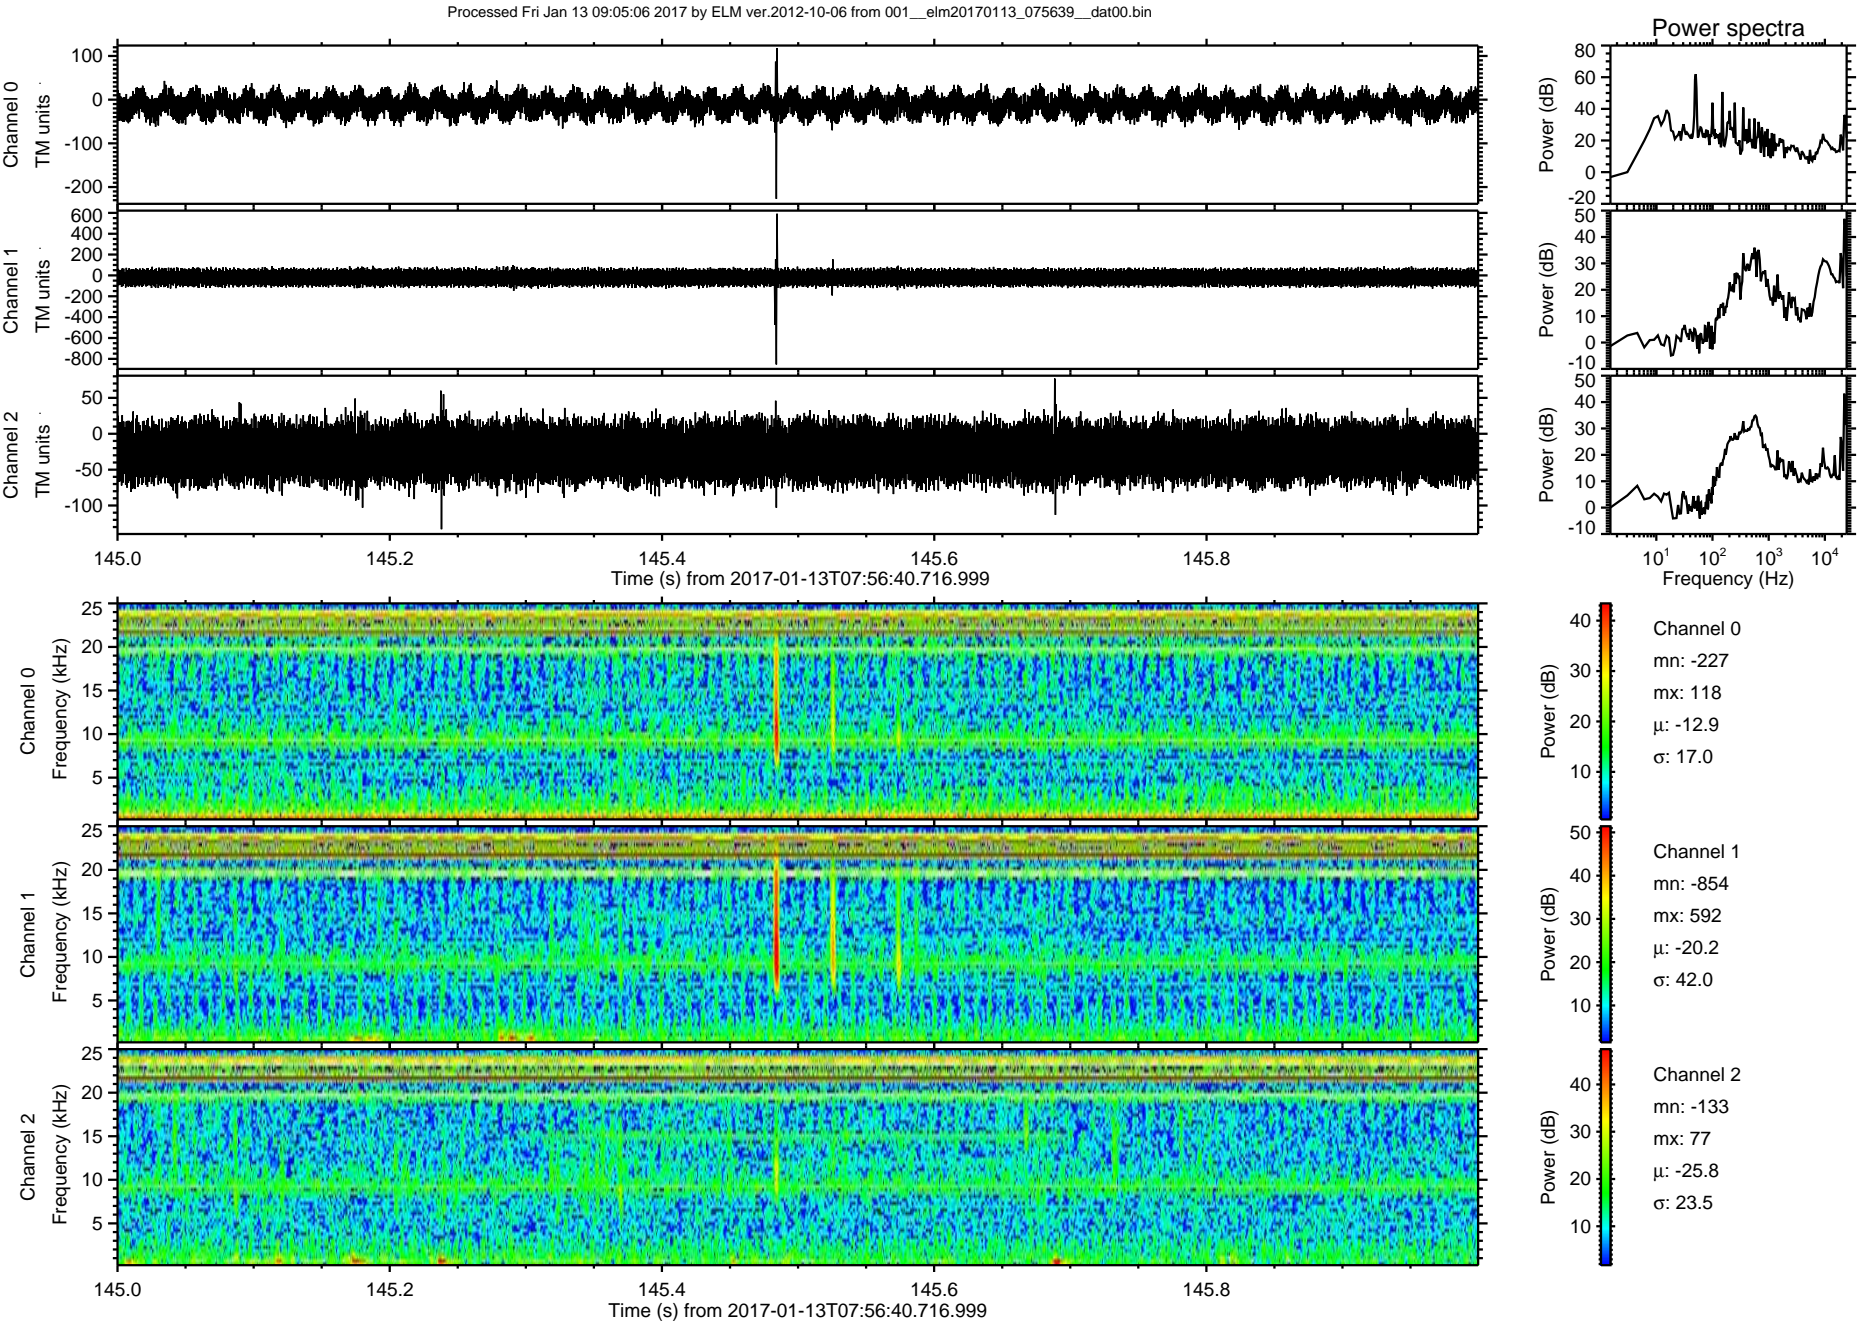 Processed Fri Jan 13 09:05:06 2017 by ELM ver.2012-10-06 from 001__elm20170113_075639__dat00.bin
Power spectra
Channel 0
TM units
100
0
-100
-200
Power (dB)
80
60
40
20
0
-20
Channel 1
TM units
600
400
200
0
-200
-400
-600
-800
Power (dB)
50
40
30
20
10
0
-10
Channel 2
TM units
50
0
-50
-100
Power (dB)
50
40
30
20
10
0
-10
145.0 145.2 145.4 145.6 145.8
Time (s) from 2017-01-13T07:56:40.716.999
10¹ 10² 10³ 10⁴
Frequency (Hz)
Channel 0
Frequency (kHz)
25
20
15
10
5
Power (dB)
40
30
20
10
Channel 0
mn: -227
mx: 118
µ: -12.9
σ: 17.0
Channel 1
Frequency (kHz)
25
20
15
10
5
Power (dB)
50
40
30
20
10
Channel 1
mn: -854
mx: 592
µ: -20.2
σ: 42.0
Channel 2
Frequency (kHz)
25
20
15
10
5
Power (dB)
40
30
20
10
Channel 2
mn: -133
mx: 77
µ: -25.8
σ: 23.5
145.0 145.2 145.4 145.6 145.8
Time (s) from 2017-01-13T07:56:40.716.999